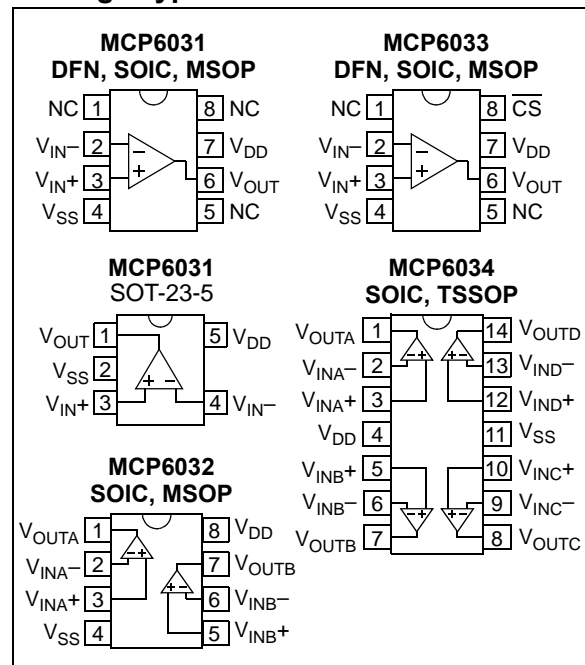 MCP6031
DFN, SOIC, MSOP
NC 1 8 NC
VIN– 2 7 VDD
VIN+ 3 6 VOUT
VSS 4 5 NC
– +
MCP6033
DFN, SOIC, MSOP
NC 1 8 C̅S̅
VIN– 2 7 VDD
VIN+ 3 6 VOUT
VSS 4 5 NC
– +
MCP6031
SOT-23-5
VOUT 1 5 VDD
VSS 2
VIN+ 3 4 VIN–
+ –
MCP6034
SOIC, TSSOP
VOUTA 1 14 VOUTD
VINA– 2 13 VIND–
VINA+ 3 12 VIND+
VDD 4 11 VSS
VINB+ 5 10 VINC+
VINB– 6 9 VINC–
VOUTB 7 8 VOUTC
– + + –
– + + –
MCP6032
SOIC, MSOP
VOUTA 1 8 VDD
VINA– 2 7 VOUTB
VINA+ 3 6 VINB–
VSS 4 5 VINB+
– + + –